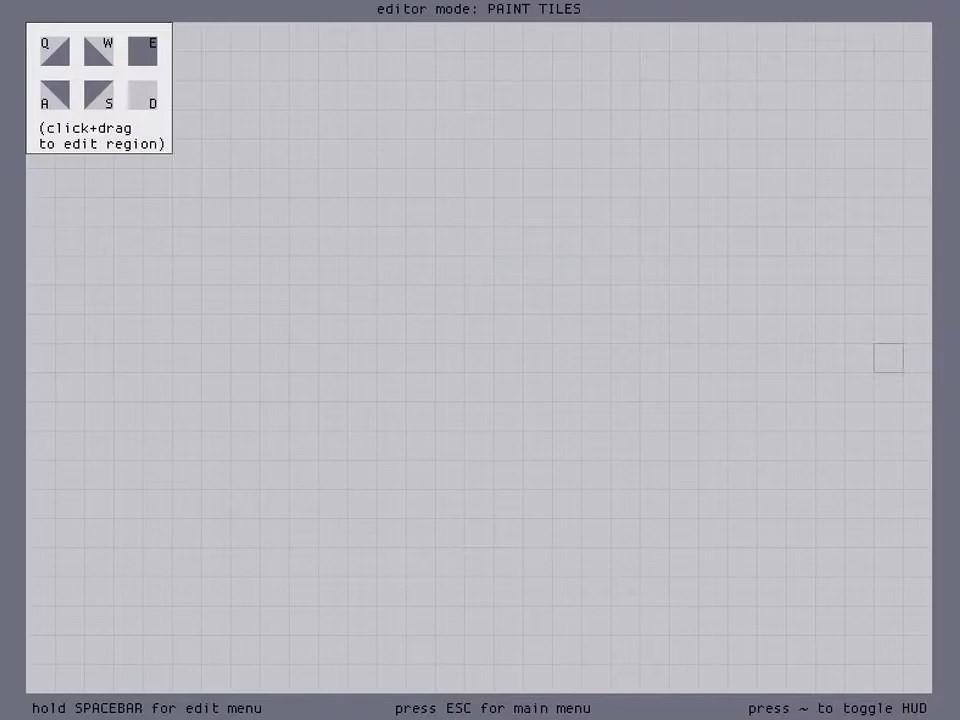 editor mode: PAINT TILES
Q W E
A S D
(click+drag
to edit region)
hold SPACEBAR for edit menu
press ESC for main menu
press ~ to toggle HUD